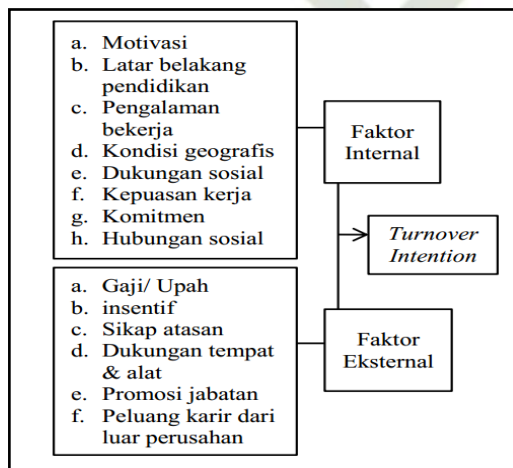 a. Motivasi
b. Latar belakang
pendidikan
c. Pengalaman
bekerja
d. Kondisi geografis
e. Dukungan sosial
f. Kepuasan kerja
g. Komitmen
h. Hubungan sosial
Faktor
Internal
Turnover
Intention
a. Gaji/ Upah
b. insentif
c. Sikap atasan
d. Dukungan tempat
& alat
e. Promosi jabatan
f. Peluang karir dari
luar perusahan
Faktor
Eksternal